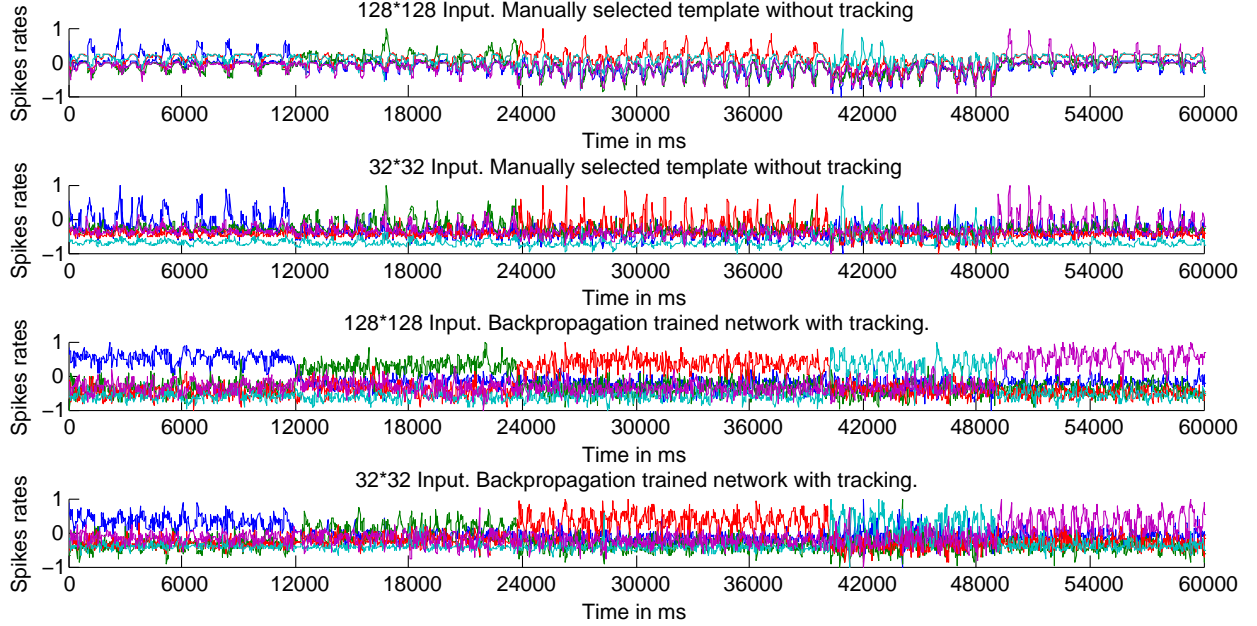 128*128 Input. Manually selected template without tracking
Spikes rates
1
0
−1
0 6000 12000 18000 24000 30000 36000 42000 48000 54000 60000
Time in ms
32*32 Input. Manually selected template without tracking
Spikes rates
1
0
−1
0 6000 12000 18000 24000 30000 36000 42000 48000 54000 60000
Time in ms
128*128 Input. Backpropagation trained network with tracking.
Spikes rates
1
0
−1
0 6000 12000 18000 24000 30000 36000 42000 48000 54000 60000
Time in ms
32*32 Input. Backpropagation trained network with tracking.
Spikes rates
1
0
−1
0 6000 12000 18000 24000 30000 36000 42000 48000 54000 60000
Time in ms